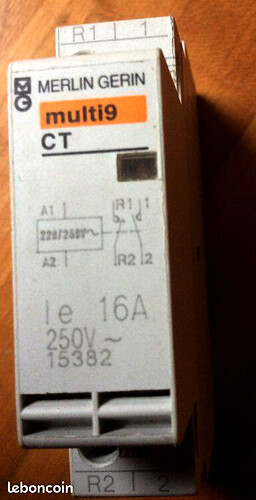 R1 1
MERLIN GERIN
multi9
CT
A1 R1 1
220/240V~
A2 R2 2
Ie 16A
250V ~
15382
leboncoin
R2 2